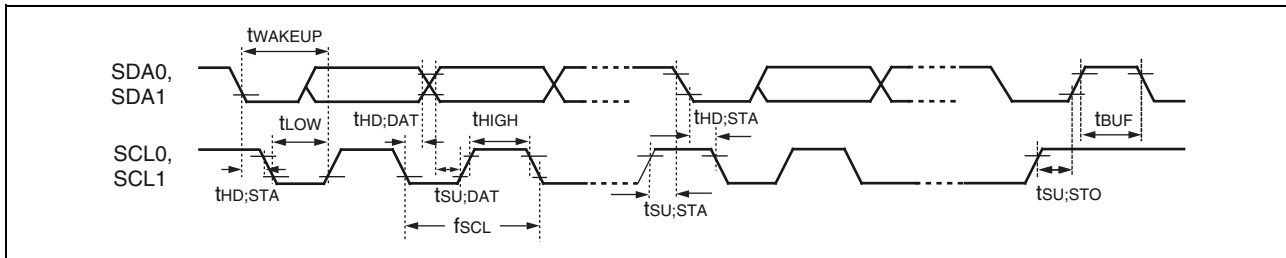 tWAKEUP
SDA0,
SDA1
tLOW
tHD;DAT
tHIGH
tHD;STA
tBUF
SCL0,
SCL1
tHD;STA
tSU;DAT
tSU;STA
tSU;STO
fSCL